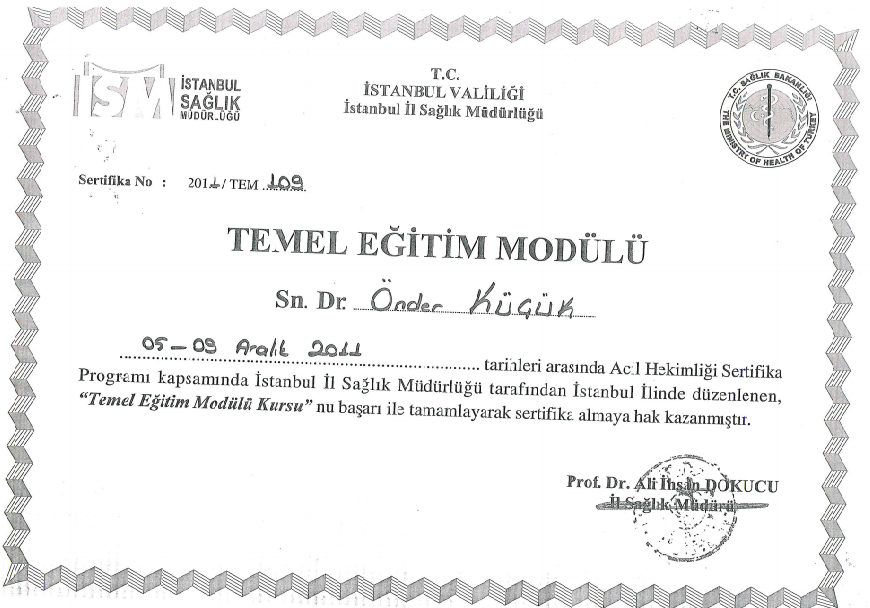 İSM İSTANBUL
SAĞLIK
MÜDÜRLÜĞÜ
T.C.
İSTANBUL VALİLİĞİ
İstanbul İl Sağlık Müdürlüğü
T.C. SAĞLIK BAKANLIĞI
THE MINISTRY OF HEALTH OF TURKEY
Sertifika No : 2011/ TEM 109
TEMEL EĞİTİM MODÜLÜ
Sn. Dr. Önder Küçük
05-09 Aralık 2011 tarihleri arasında Acil Hekimliği Sertifika
Programı kapsamında İstanbul İl Sağlık Müdürlüğü tarafından İstanbul İlinde düzenlenen,
“Temel Eğitim Modülü Kursu” nu başarı ile tamamlayarak sertifika almaya hak kazanmıştır.
Prof. Dr. Ali İhsan DOKUCU
İl Sağlık Müdürü